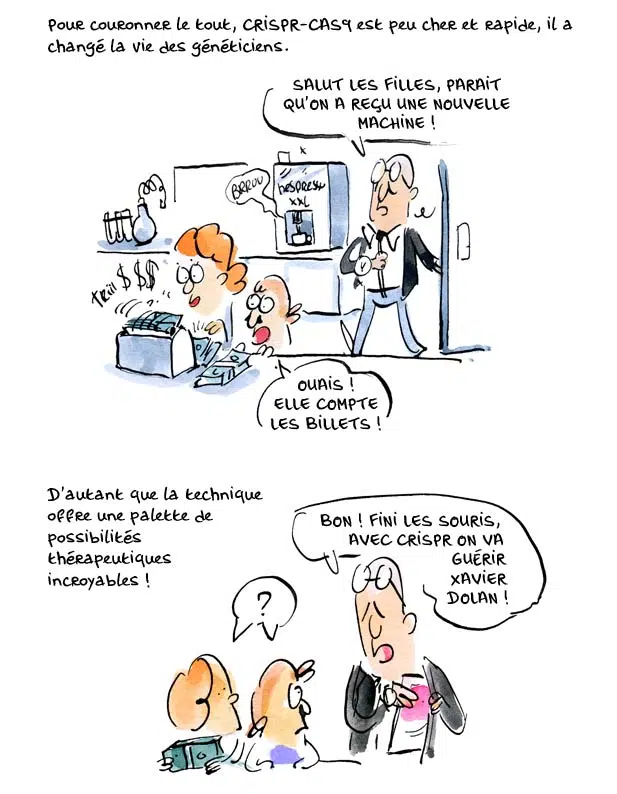 Pour couronner le tout, CRISPR-CAS9 est peu cher et rapide, il a
changé la vie des généticiens.
SALUT LES FILLES, PARAIT
QU'ON A REÇU UNE NOUVELLE
MACHINE !
BRROU
NESPRESSO
XXL
TRIII $ $ $
OUAIS !
ELLE COMPTE
LES BILLETS !
D'autant que la technique
offre une palette de
possibilités
thérapeutiques
incroyables !
BON ! FINI LES SOURIS,
AVEC CRISPR ON VA
GUÉRIR
XAVIER
DOLAN !
?